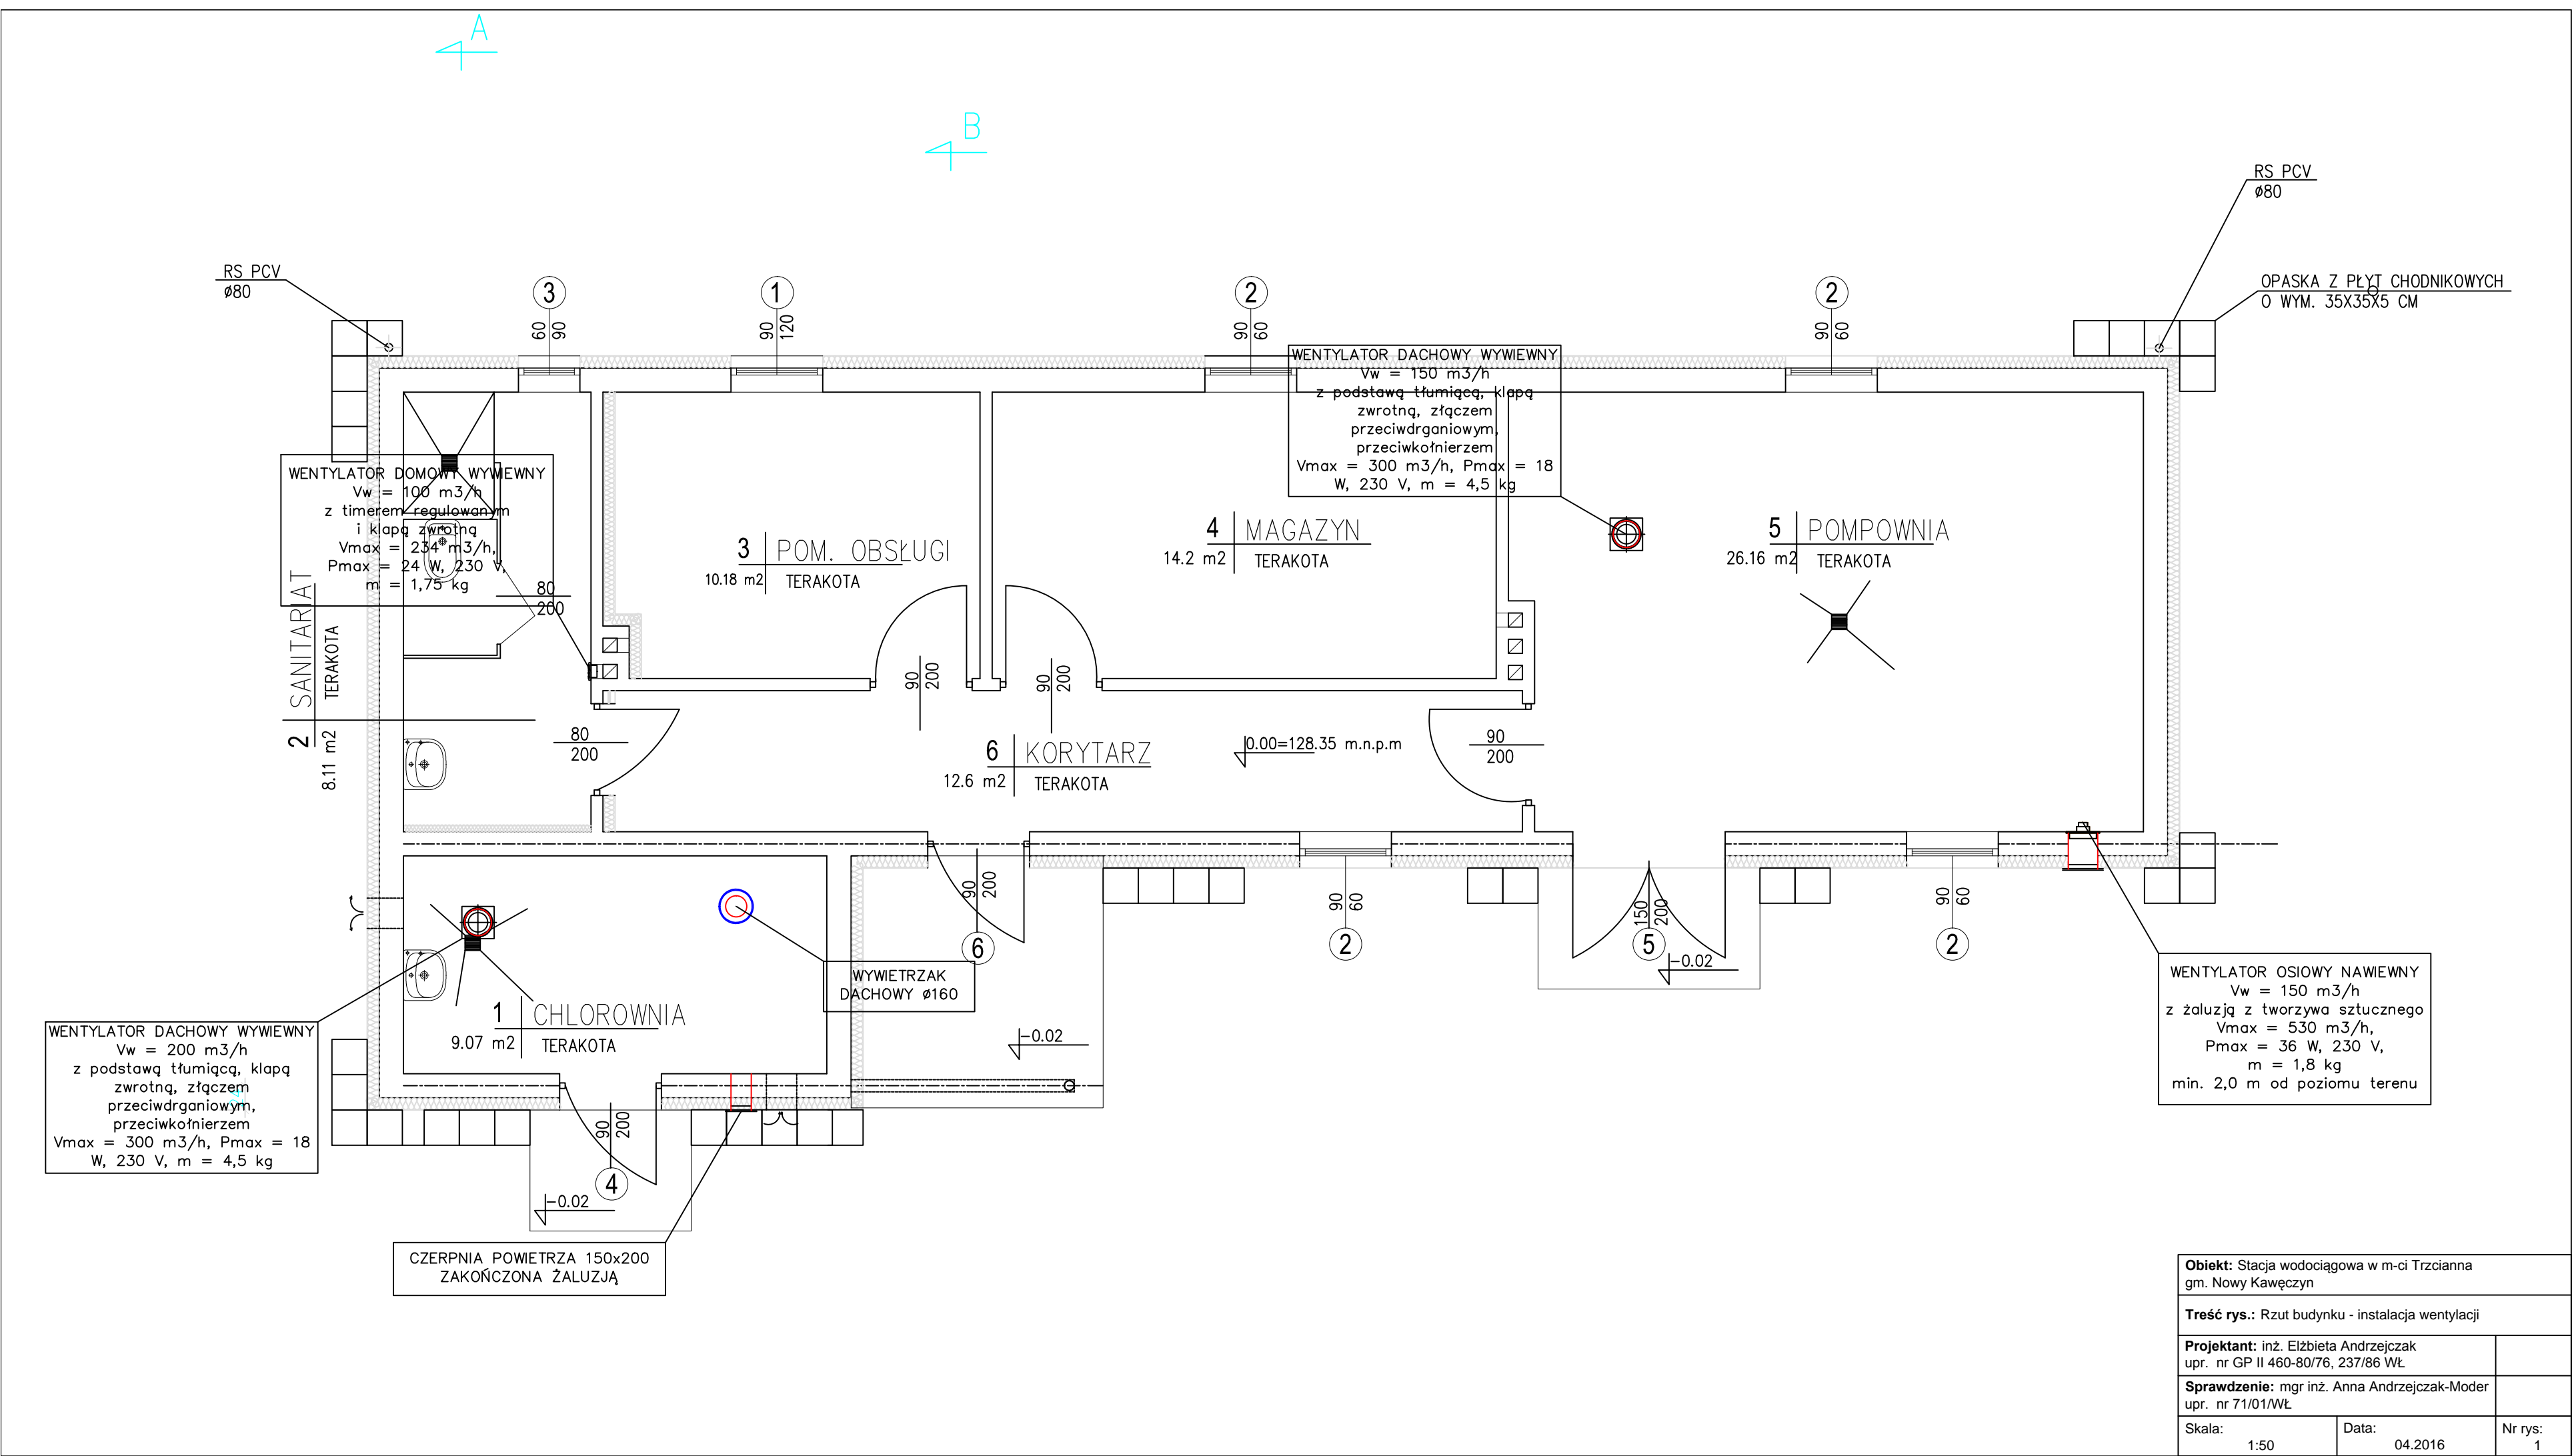 A
B
RS PCV
ø80
RS PCV
ø80
OPASKA Z PŁYT CHODNIKOWYCH
O WYM. 35X35X5 CM
3
60
90
1
90
120
2
90
60
2
90
60
WENTYLATOR DACHOWY WYWIEWNY
Vw = 150 m3/h
z podstawą tłumiącą, klapą
zwrotną, złączem
przeciwdrganiowym,
przeciwkołnierzem
Vmax = 300 m3/h, Pmax = 18
W, 230 V, m = 4,5 kg
WENTYLATOR DOMOWY WYWIEWNY
Vw = 100 m3/h
z timerem regulowanym
i klapą zwrotną
Vmax = 234 m3/h,
Pmax = 24 W, 230 V,
m = 1,75 kg
80
200
2 SANITARIAT
8.11 m2 TERAKOTA
3 POM. OBSŁUGI
10.18 m2 TERAKOTA
4 MAGAZYN
14.2 m2 TERAKOTA
5 POMPOWNIA
26.16 m2 TERAKOTA
90
200
90
200
80
200
6 KORYTARZ
12.6 m2 TERAKOTA
0.00=128.35 m.n.p.m
90
200
90
200
6
90
60
2
150
200
5
-0.02
90
60
2
WYWIETRZAK
DACHOWY ø160
1 CHLOROWNIA
9.07 m2 TERAKOTA
-0.02
WENTYLATOR OSIOWY NAWIEWNY
Vw = 150 m3/h
z żaluzją z tworzywa sztucznego
Vmax = 530 m3/h,
Pmax = 36 W, 230 V,
m = 1,8 kg
min. 2,0 m od poziomu terenu
WENTYLATOR DACHOWY WYWIEWNY
Vw = 200 m3/h
z podstawą tłumiącą, klapą
zwrotną, złączem
przeciwdrganiowym,
przeciwkołnierzem
Vmax = 300 m3/h, Pmax = 18
W, 230 V, m = 4,5 kg
90
200
4
-0.02
CZERPNIA POWIETRZA 150x200
ZAKOŃCZONA ŻALUZJĄ
Obiekt: Stacja wodociągowa w m-ci Trzcianna
gm. Nowy Kawęczyn
Treść rys.: Rzut budynku - instalacja wentylacji
Projektant: inż. Elżbieta Andrzejczak
upr. nr GP II 460-80/76, 237/86 WŁ
Sprawdzenie: mgr inż. Anna Andrzejczak-Moder
upr. nr 71/01/WŁ
Skala: Data: Nr rys:
1:50 04.2016 1